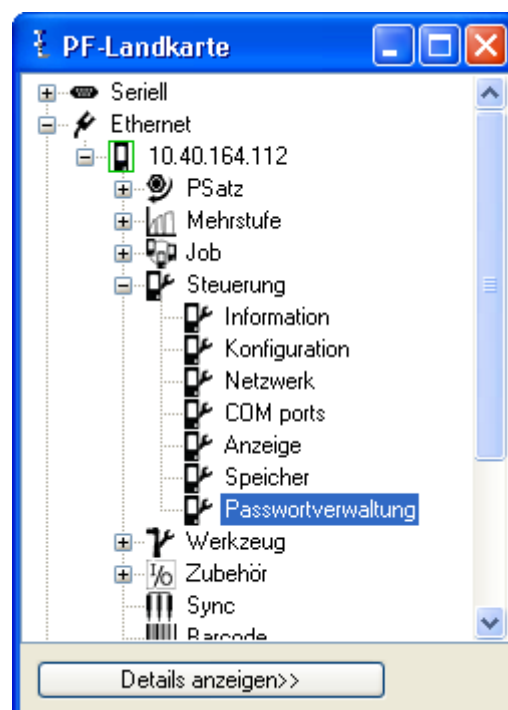 PF-Landkarte
Seriell
Ethernet
10.40.164.112
PSatz
Mehrstufe
Job
Steuerung
Information
Konfiguration
Netzwerk
COM ports
Anzeige
Speicher
Passwortverwaltung
Werkzeug
I/O Zubehör
Sync
Barcode
Details anzeigen>>